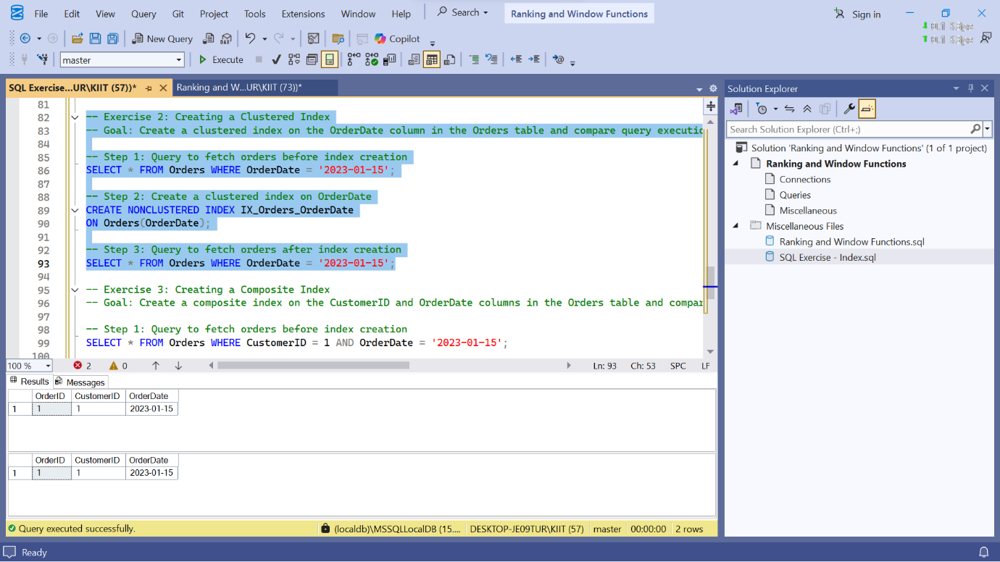 File Edit View Query Git Project Tools Extensions Window Help Search Ranking and Window Functions Sign in
New Query DAX Copilot
master Execute
SQL Exercise...UR\KIIT (57))* Ranking and W...UR\KIIT (73))*
81
82 -- Exercise 2: Creating a Clustered Index
83 -- Goal: Create a clustered index on the OrderDate column in the Orders table and compare query executio
84
85 -- Step 1: Query to fetch orders before index creation
86 SELECT * FROM Orders WHERE OrderDate = '2023-01-15';
87
88 -- Step 2: Create a clustered index on OrderDate
89 CREATE NONCLUSTERED INDEX IX_Orders_OrderDate
90 ON Orders(OrderDate);
91
92 -- Step 3: Query to fetch orders after index creation
93 SELECT * FROM Orders WHERE OrderDate = '2023-01-15';
94
95 -- Exercise 3: Creating a Composite Index
96 -- Goal: Create a composite index on the CustomerID and OrderDate columns in the Orders table and compar
97
98 -- Step 1: Query to fetch orders before index creation
99 SELECT * FROM Orders WHERE CustomerID = 1 AND OrderDate = '2023-01-15';
100
100 % 2 0 Ln: 93 Ch: 53 SPC LF
Results Messages
OrderID CustomerID OrderDate
1 1 1 2023-01-15
OrderID CustomerID OrderDate
1 1 1 2023-01-15
Query executed successfully. (localdb)\MSSQLLocalDB (15.... DESKTOP-JE09TUR\KIIT (57) master 00:00:00 2 rows
Solution Explorer
Search Solution Explorer (Ctrl+;)
Solution 'Ranking and Window Functions' (1 of 1 project)
Ranking and Window Functions
Connections
Queries
Miscellaneous
Miscellaneous Files
Ranking and Window Functions.sql
SQL Exercise - Index.sql
Ready